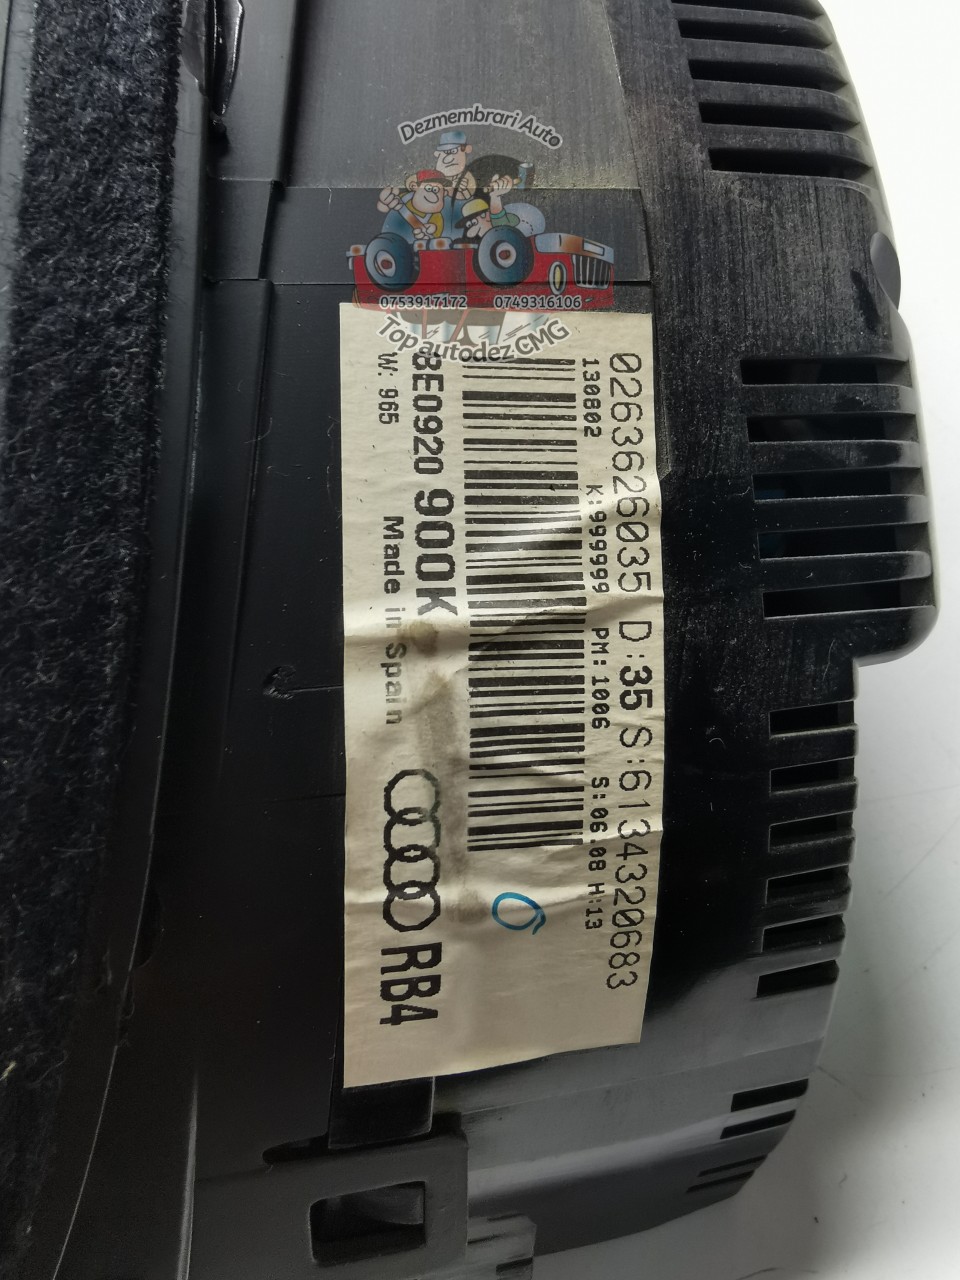 Dezmembrari Auto
0753917172 0749316106
Top autodez CMG
0263626035 D:35 S:6134320683
130802 K:999999 PM:1006 S:06.08 H:13
8E0920 900K RB4
W: 965 Made in Spain